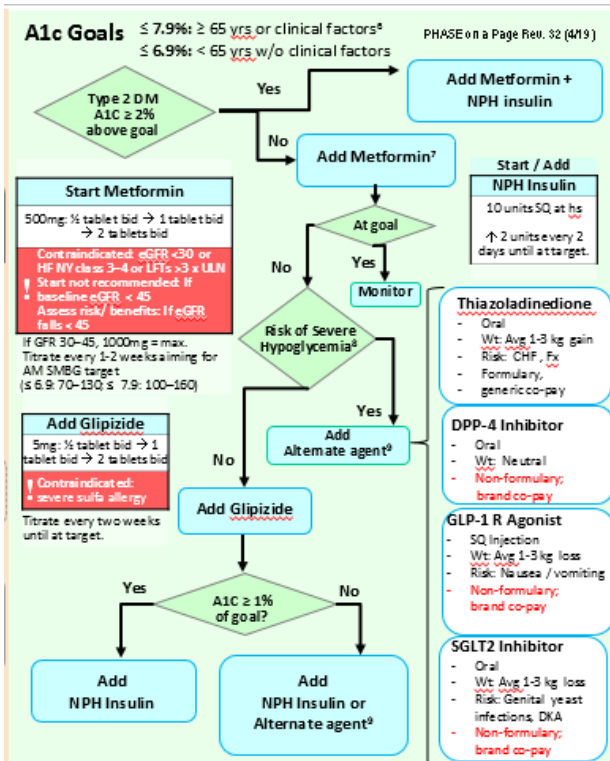 A1c Goals
≤ 7.9%: ≥ 65 yrs or clinical factors⁶
≤ 6.9%: < 65 yrs w/o clinical factors
PHASE on a Page Rev. 32 (4/19)
Type 2 DM
A1C ≥ 2%
above goal
Yes
Add Metformin +
NPH insulin
No
Add Metformin⁷
Start / Add
NPH Insulin
10 units SQ at hs
↑ 2 units every 2
days until at target.
Start Metformin
500mg: ½ tablet bid → 1 tablet bid
→ 2 tablets bid
! Contraindicated: eGFR <30 or
HF NY class 3-4 or LFTs >3 x ULN
Start not recommended: If
baseline eGFR < 45
Assess risk/ benefits: If eGFR
falls < 45
If GFR 30-45, 1000mg = max.
Titrate every 1-2 weeks aiming for
AM SMBG target
(≤ 6.9: 70-130; ≤ 7.9: 100-160)
At goal
No
Yes
Monitor
Risk of Severe
Hypoglycemia⁸
Yes
Add
Alternate agent⁹
No
Add Glipizide
5mg: ½ tablet bid → 1
tablet bid → 2 tablets bid
! Contraindicated:
severe sulfa allergy
Titrate every two weeks
until at target.
Add Glipizide
A1C ≥ 1%
of goal?
Yes
No
Add
NPH Insulin
Add
NPH Insulin or
Alternate agent⁹
Thiazoladinedione
- Oral
- Wt: Avg 1-3 kg gain
- Risk: CHF, Fx
- Formulary,
generic co-pay
DPP-4 Inhibitor
- Oral
- Wt: Neutral
- Non-formulary;
brand co-pay
GLP-1 R Agonist
- SQ Injection
- Wt: Avg 1-3 kg loss
- Risk: Nausea / vomiting
- Non-formulary;
brand co-pay
SGLT2 Inhibitor
- Oral
- Wt: Avg 1-3 kg loss
- Risk: Genital yeast
infections, DKA
- Non-formulary;
brand co-pay